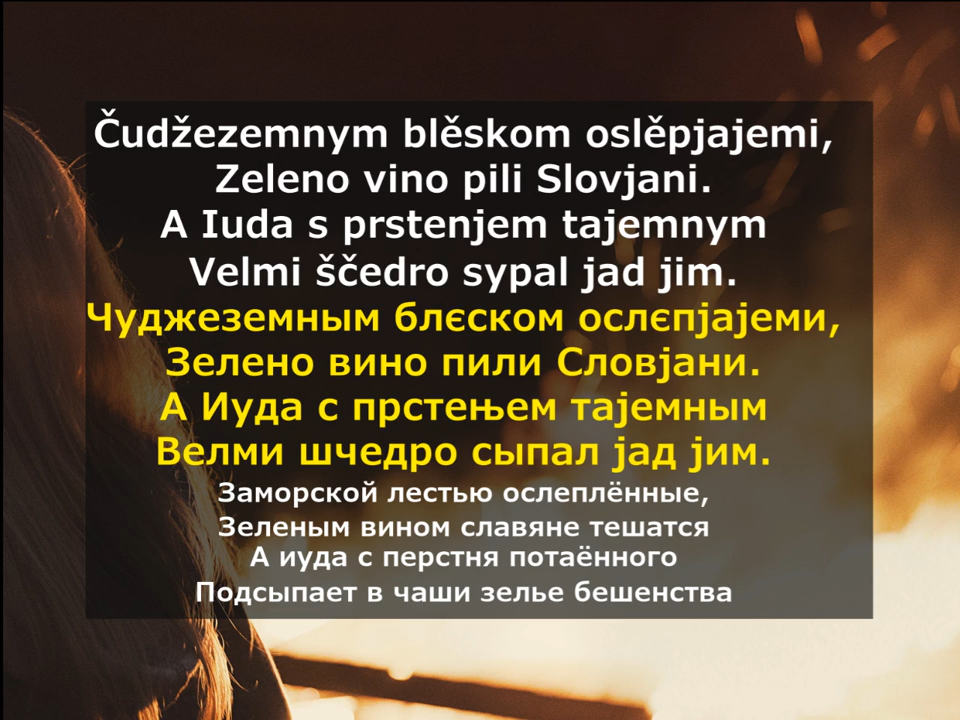 Čudžezemnym blěskom oslěpjajemi,
Zeleno vino pili Slovjani.
A Iuda s prstenjem tajemnym
Velmi ščedro sypal jad jim.
Чуджеземным блєском ослєпјајеми,
Зелено вино пили Словјани.
А Иуда с прстењем тајемным
Велми шчедро сыпал јад јим.
Заморской лестью ослеплённые,
Зеленым вином славяне тешатся
А иуда с перстня потаённого
Подсыпает в чаши зелье бешенства